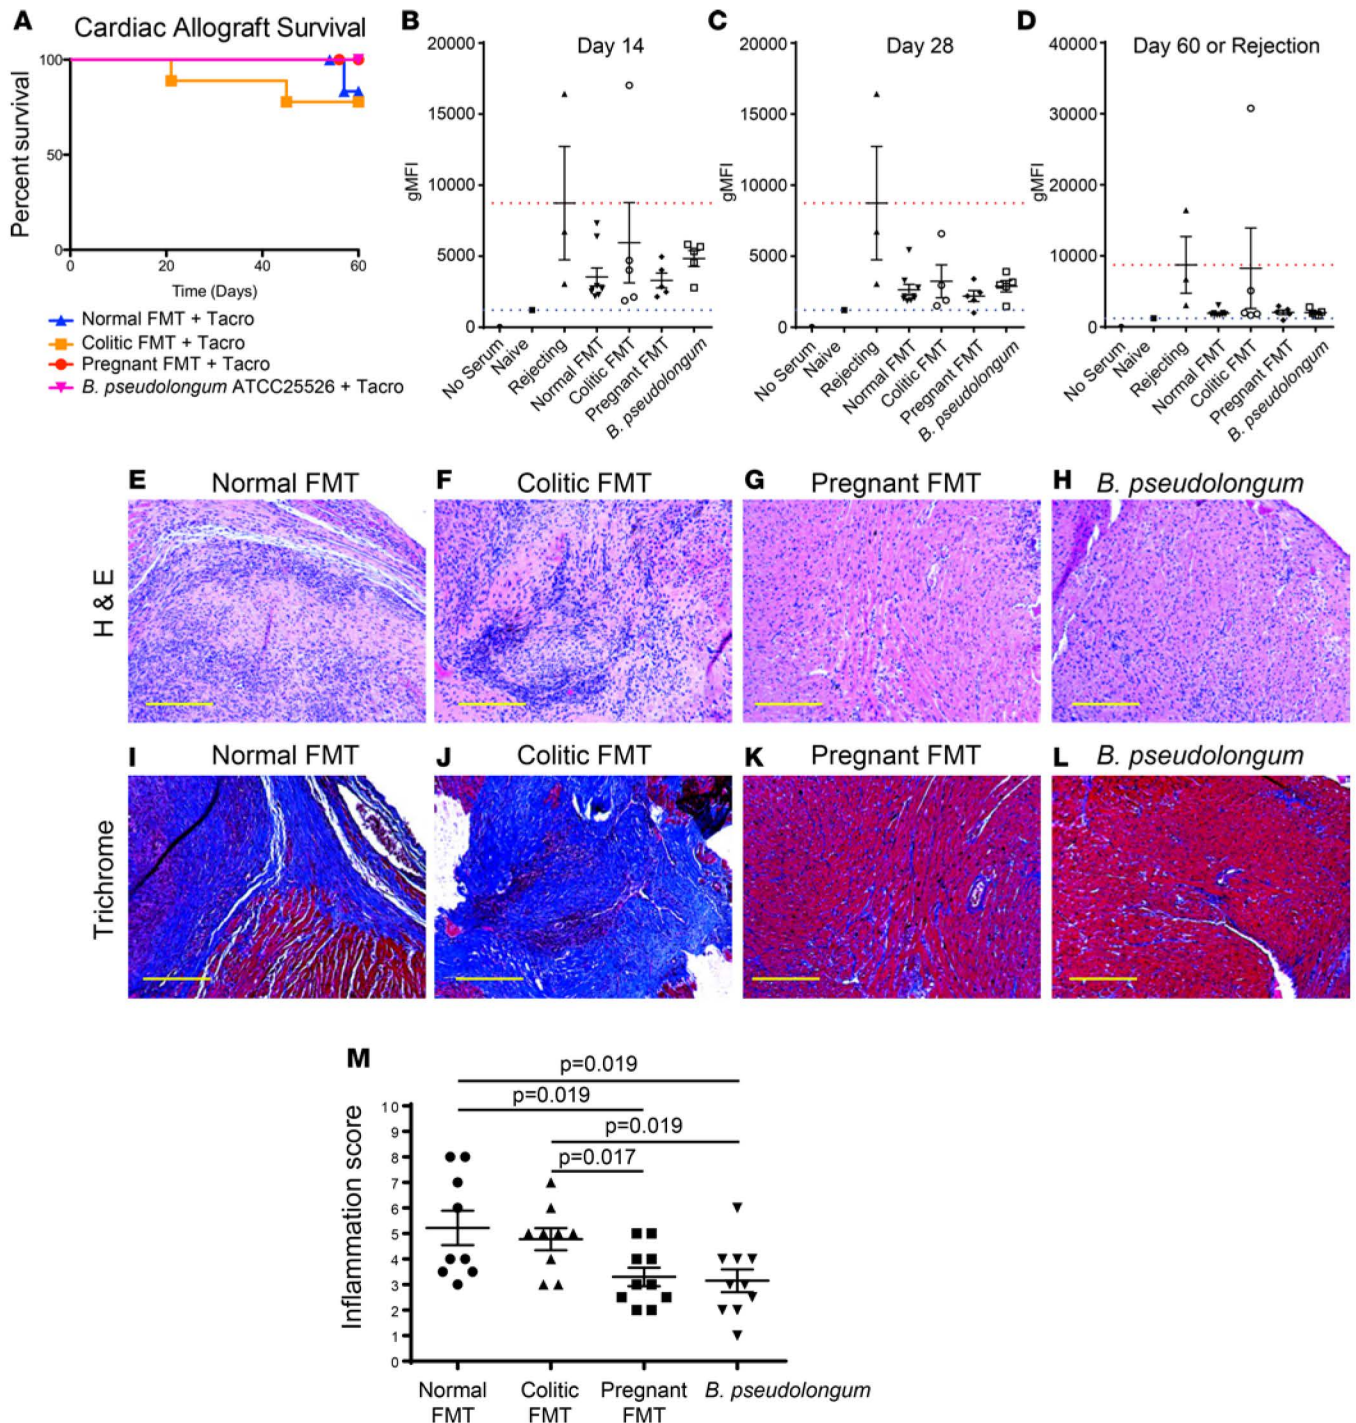 A
Cardiac Allograft Survival
Percent survival
100
50
0
0 20 40 60
Time (Days)
Normal FMT + Tacro
Colitic FMT + Tacro
Pregnant FMT + Tacro
B. pseudolongum ATCC25526 + Tacro
B
Day 14
gMFI
20000
15000
10000
5000
0
No Serum
Naive
Rejecting
Normal FMT
Colitic FMT
Pregnant FMT
B. pseudolongum
C
Day 28
gMFI
20000
15000
10000
5000
0
No Serum
Naive
Rejecting
Normal FMT
Colitic FMT
Pregnant FMT
B. pseudolongum
D
Day 60 or Rejection
gMFI
40000
30000
20000
10000
0
No Serum
Naive
Rejecting
Normal FMT
Colitic FMT
Pregnant FMT
B. pseudolongum
H & E
E Normal FMT
F Colitic FMT
G Pregnant FMT
H B. pseudolongum
Trichrome
I Normal FMT
J Colitic FMT
K Pregnant FMT
L B. pseudolongum
M
p=0.019
p=0.019
p=0.019
p=0.017
Inflammation score
10
9
8
7
6
5
4
3
2
1
0
Normal FMT
Colitic FMT
Pregnant FMT
B. pseudolongum